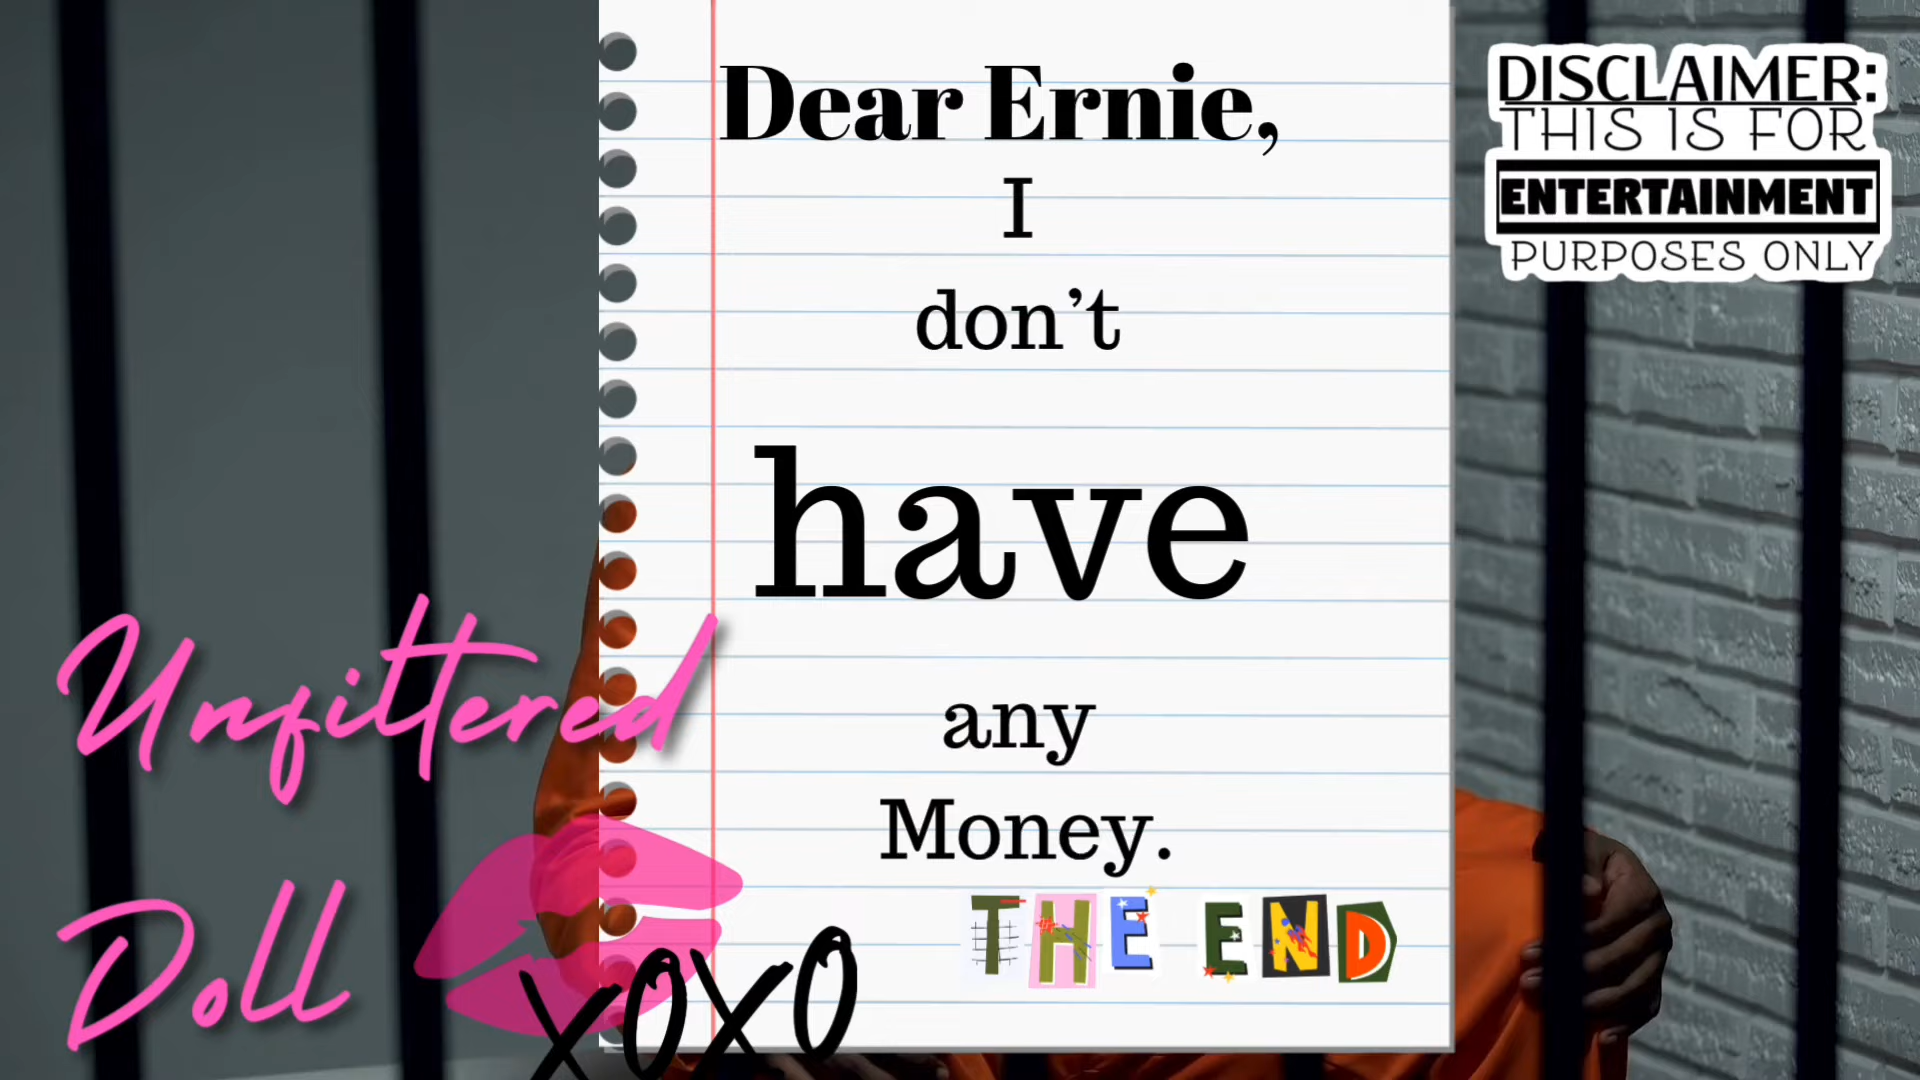 Dear Ernie,
I
don’t
have
any
Money.
THE END
DISCLAIMER:
THIS IS FOR
ENTERTAINMENT
PURPOSES ONLY
Unfiltered
Doll
XOXO